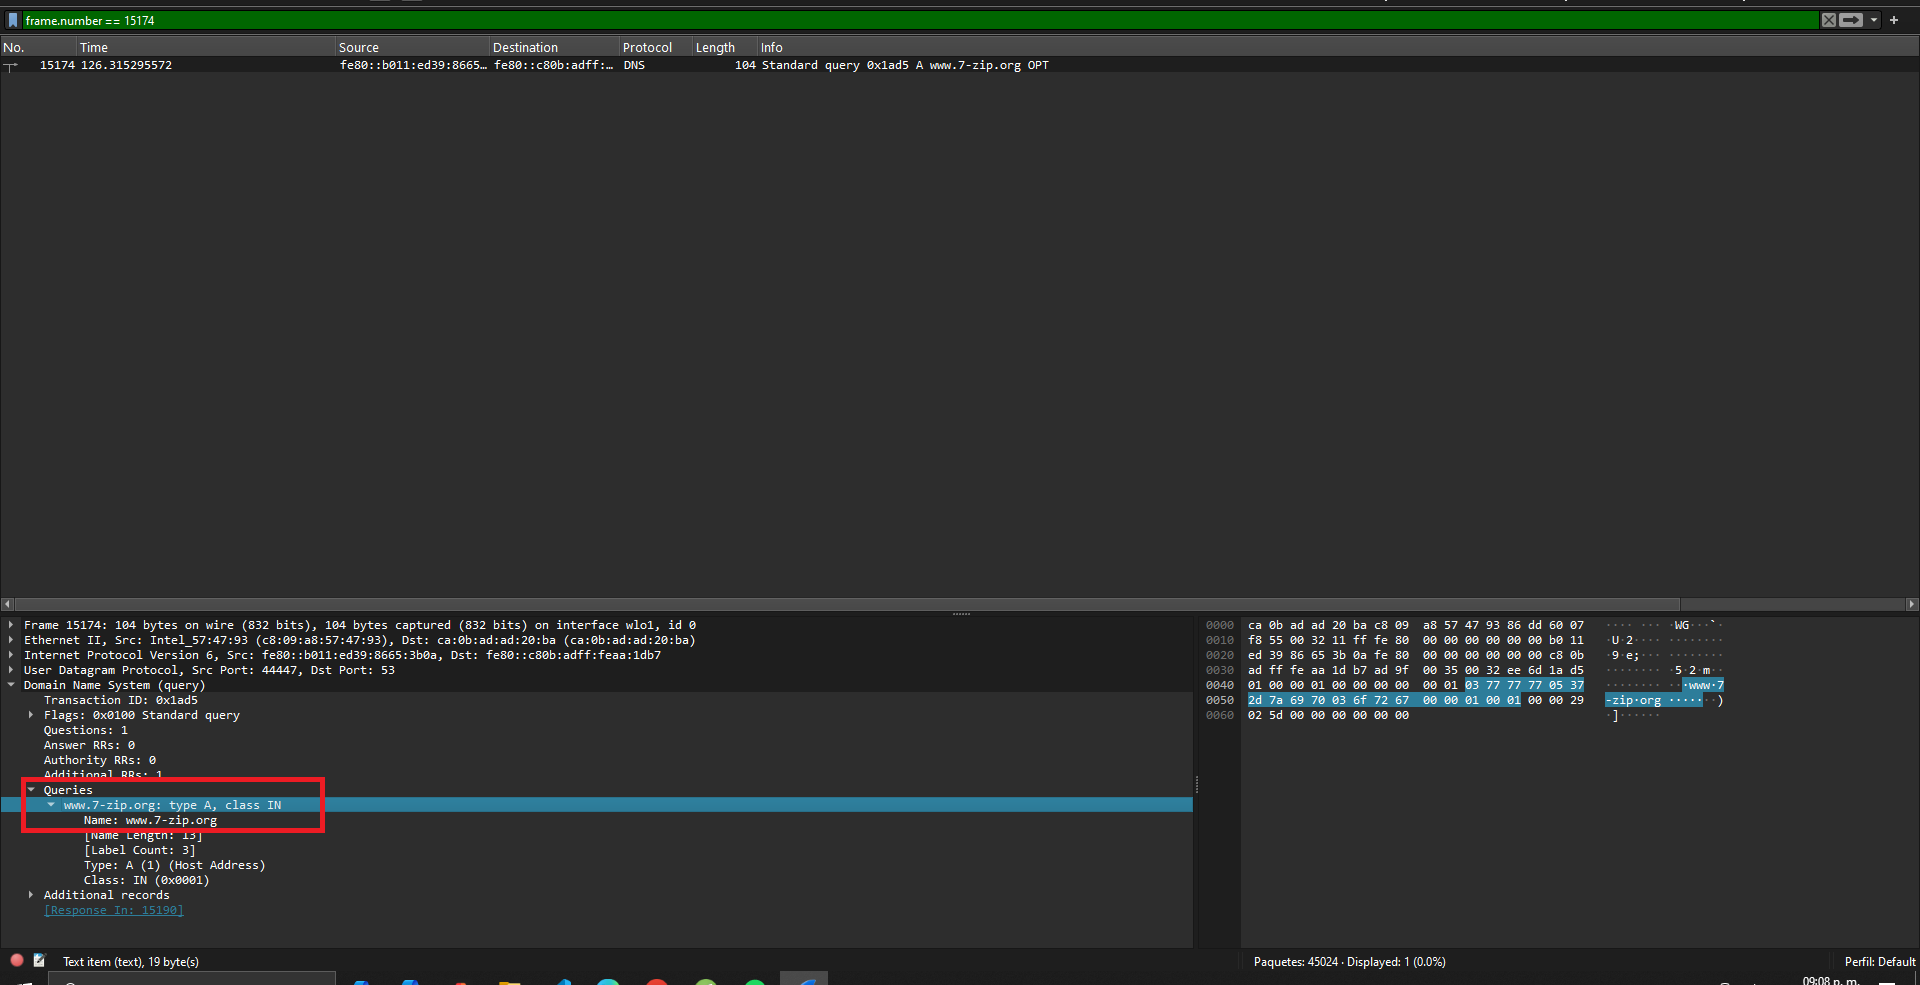 frame.number == 15174
No. Time Source Destination Protocol Length Info
15174 126.315295572 fe80::b011:ed39:8665… fe80::c80b:adff:… DNS 104 Standard query 0x1ad5 A www.7-zip.org OPT
Frame 15174: 104 bytes on wire (832 bits), 104 bytes captured (832 bits) on interface wlo1, id 0
Ethernet II, Src: Intel_57:47:93 (c8:09:a8:57:47:93), Dst: ca:0b:ad:ad:20:ba (ca:0b:ad:ad:20:ba)
Internet Protocol Version 6, Src: fe80::b011:ed39:8665:3b0a, Dst: fe80::c80b:adff:feaa:1db7
User Datagram Protocol, Src Port: 44447, Dst Port: 53
Domain Name System (query)
Transaction ID: 0x1ad5
Flags: 0x0100 Standard query
Questions: 1
Answer RRs: 0
Authority RRs: 0
Additional RRs: 1
Queries
www.7-zip.org: type A, class IN
Name: www.7-zip.org
[Name Length: 13]
[Label Count: 3]
Type: A (1) (Host Address)
Class: IN (0x0001)
Additional records
[Response In: 15190]
0000 ca 0b ad ad 20 ba c8 09 a8 57 47 93 86 dd 60 07 ···· ··· ·WG···`·
0010 f8 55 00 32 11 ff fe 80 00 00 00 00 00 00 b0 11 ·U·2···· ········
0020 ed 39 86 65 3b 0a fe 80 00 00 00 00 00 00 c8 0b ·9·e;··· ········
0030 ad ff fe aa 1d b7 ad 9f 00 35 00 32 ee 6d 1a d5 ········ ·5·2·m··
0040 01 00 00 01 00 00 00 00 00 01 03 77 77 77 05 37 ········ ···www·7
0050 2d 7a 69 70 03 6f 72 67 00 00 01 00 01 00 00 29 -zip·org ·······)
0060 02 5d 00 00 00 00 00 00 ·]······
Text item (text), 19 byte(s)
Paquetes: 45024 · Displayed: 1 (0.0%)
Perfil: Default
09:08 p. m.